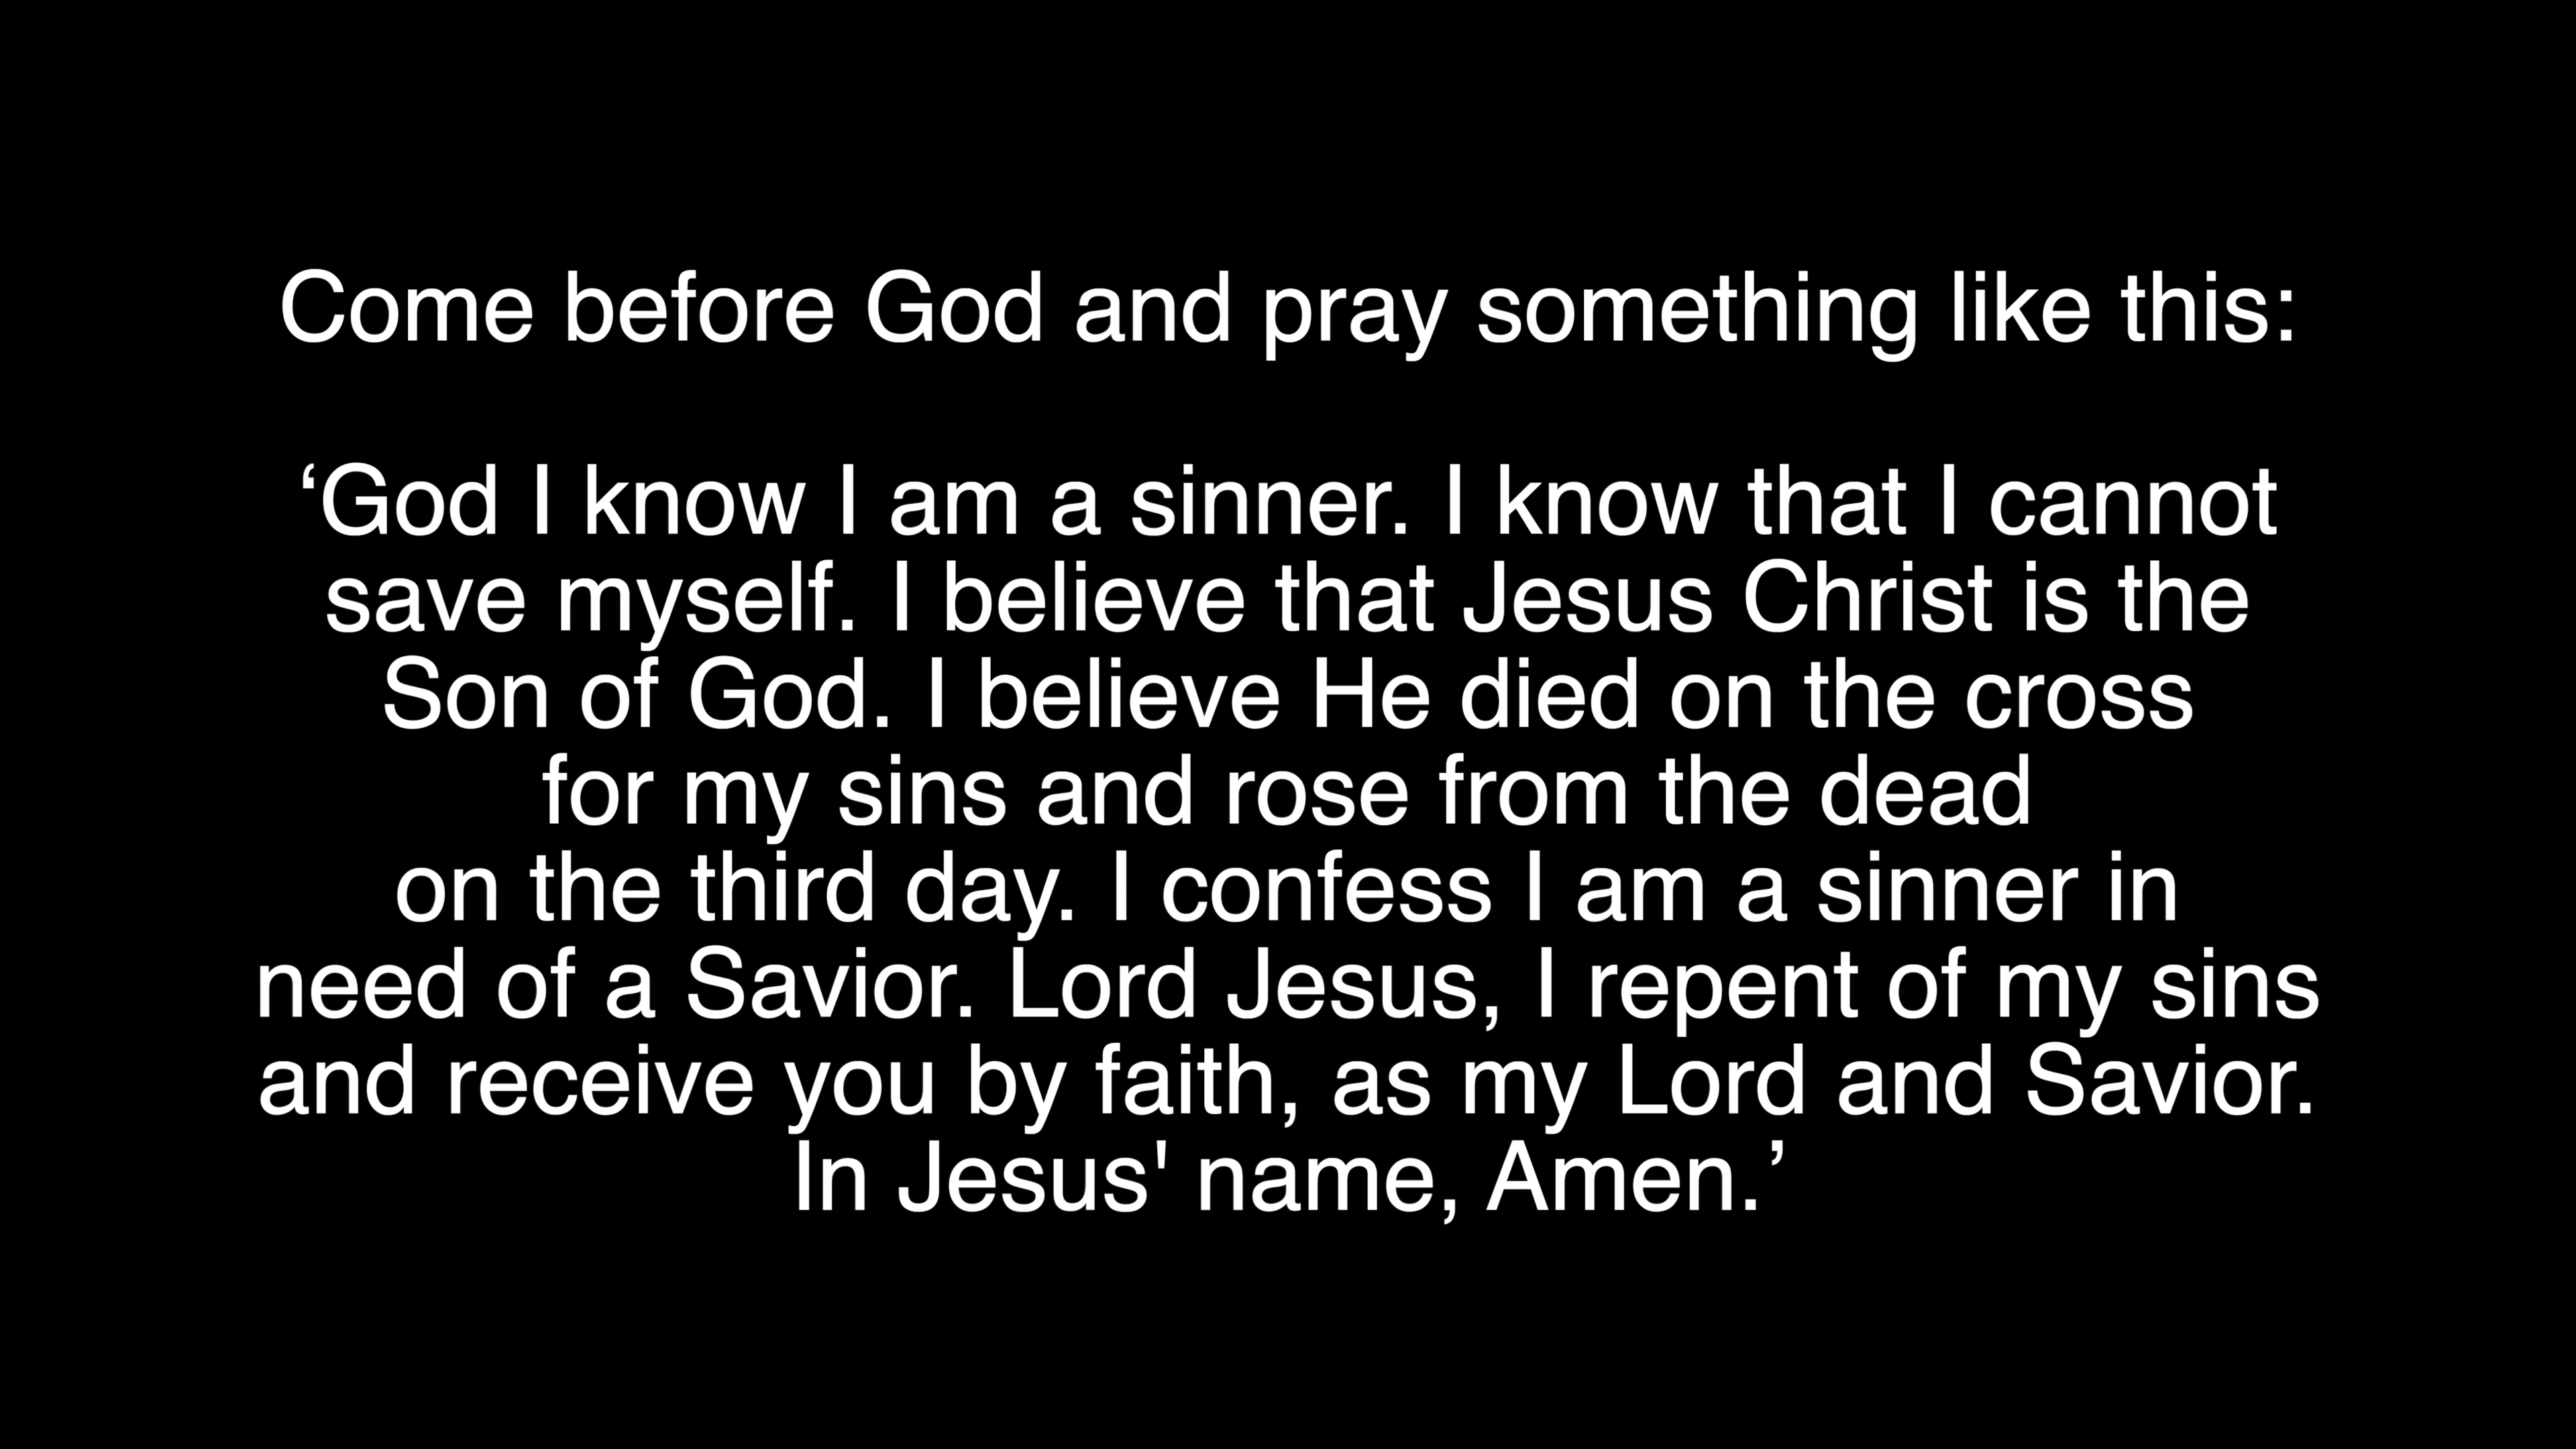 Come before God and pray something like this:
‘God I know I am a sinner. I know that I cannot
save myself. I believe that Jesus Christ is the
Son of God. I believe He died on the cross
for my sins and rose from the dead
on the third day. I confess I am a sinner in
need of a Savior. Lord Jesus, I repent of my sins
and receive you by faith, as my Lord and Savior.
In Jesus' name, Amen.’